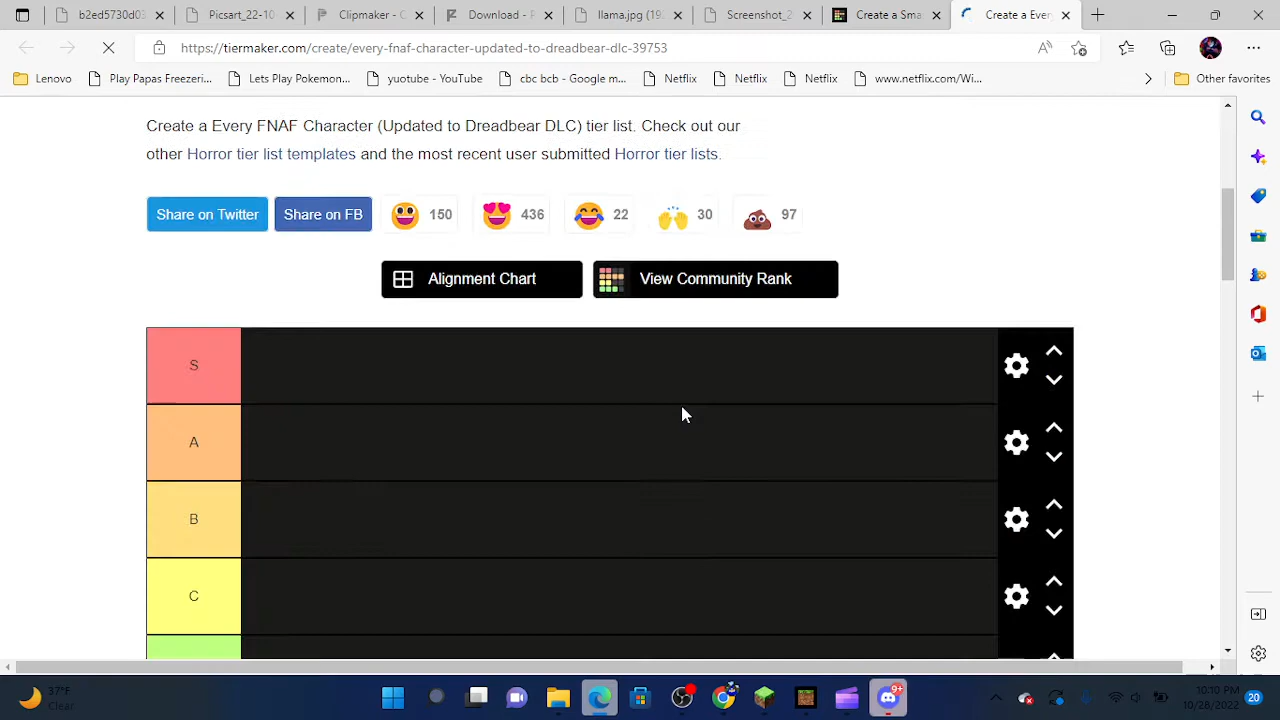 b2ed5730d03
Picart_22-10
Clipmaker - C
Download - P
llama.jpg (192
Screenshot_2
Create a Sma
Create a Ever
https://tiermaker.com/create/every-fnaf-character-updated-to-dreadbear-dlc-39753
Lenovo
Play Papas Freezeri...
Lets Play Pokemon...
yuotube - YouTube
cbc bcb - Google m...
Netflix
Netflix
Netflix
www.netflix.com/Wi...
Other favorites
Create a Every FNAF Character (Updated to Dreadbear DLC) tier list. Check out our
other Horror tier list templates and the most recent user submitted Horror tier lists.
Share on Twitter
Share on FB
150
436
22
30
97
Alignment Chart
View Community Rank
S
A
B
C
37°F
Clear
9+
10:10 PM
10/28/2022
20